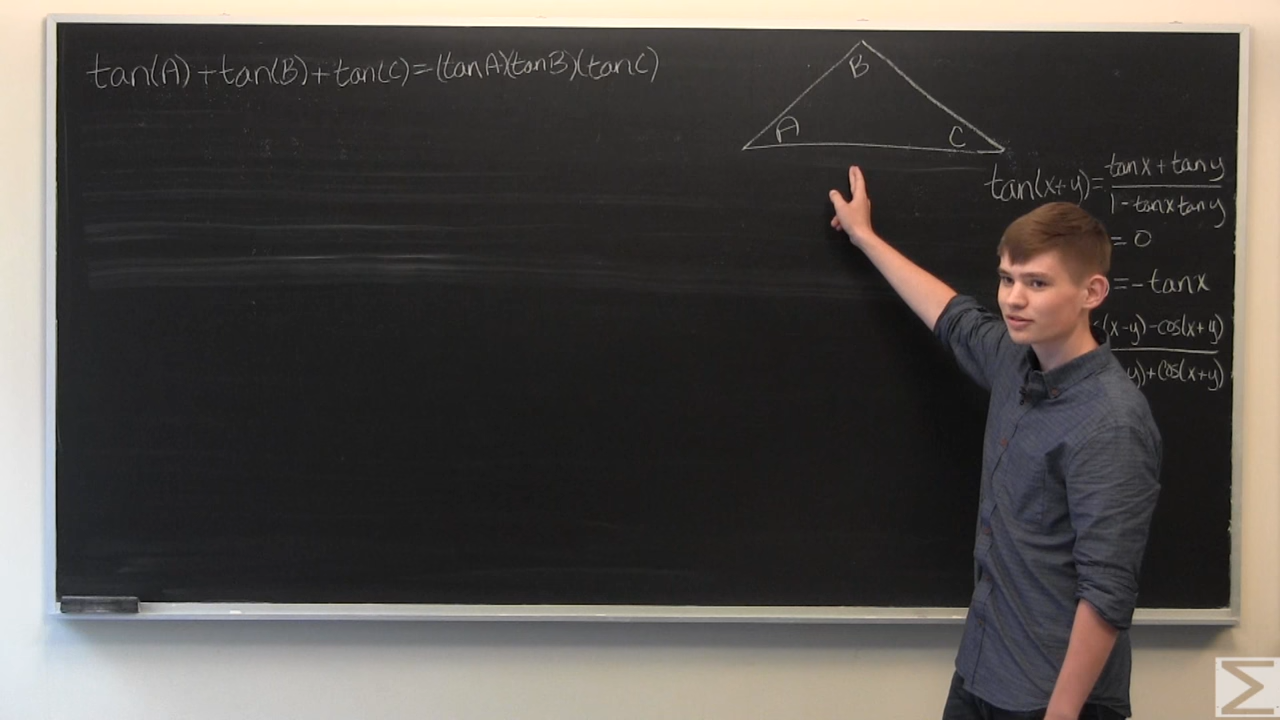 tan(A) + tan(B) + tan(C) = (tanA)(tanB)(tanC)
B
A
C
tan(x+y) = tanx + tany
1 - tanx tany
= 0
= -tanx
(x-y) - cos(x+y)
y) + cos(x+y)
Σ